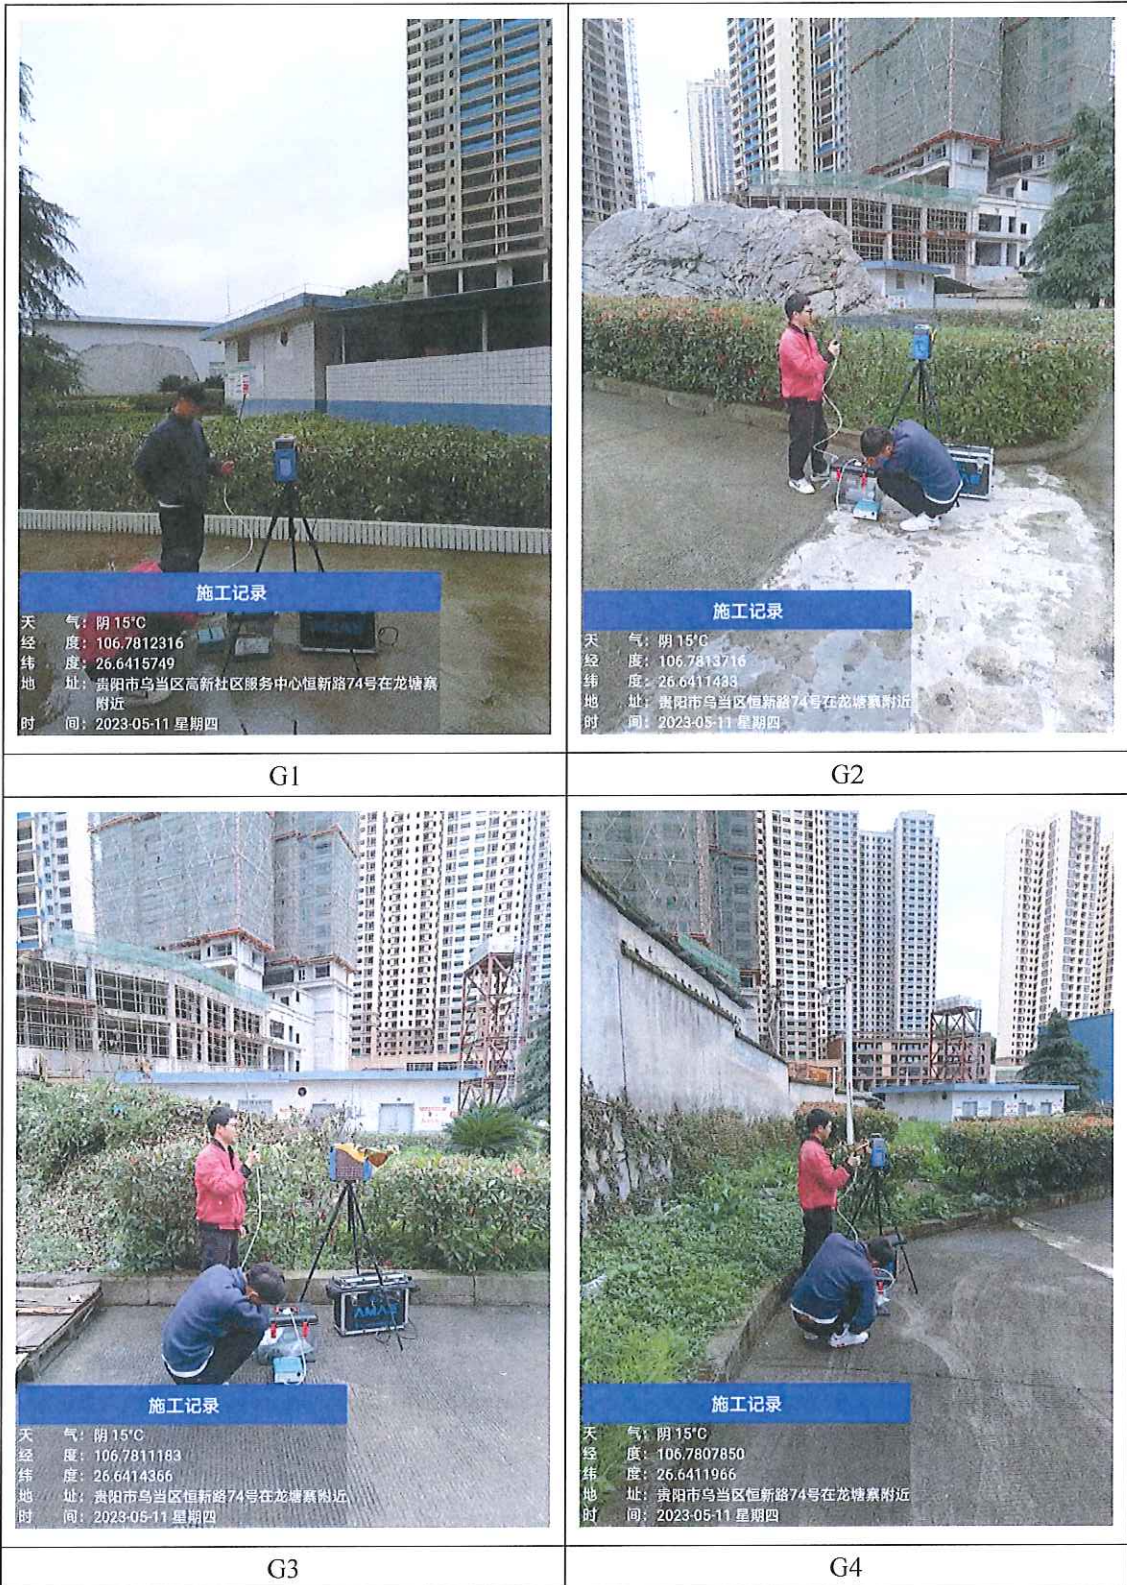 施工记录
天 气：阴 15°C
经 度：106.7812316
纬 度：26.6415749
地 址：贵阳市乌当区高新社区服务中心恒新路74号在龙塘寨
附近
时 间：2023-05-11 星期四
G1
施工记录
天 气：阴 15°C
经 度：106.7813716
纬 度：26.6411433
地 址：贵阳市乌当区恒新路74号在龙塘寨附近
时 间：2023-05-11 星期四
G2
AMAE
施工记录
天 气：阴 15°C
经 度：106.7811183
纬 度：26.6414366
地 址：贵阳市乌当区恒新路74号在龙塘寨附近
时 间：2023-05-11 星期四
G3
施工记录
天 气：阴 15°C
经 度：106.7807850
纬 度：26.6411966
地 址：贵阳市乌当区恒新路74号在龙塘寨附近
时 间：2023-05-11 星期四
G4